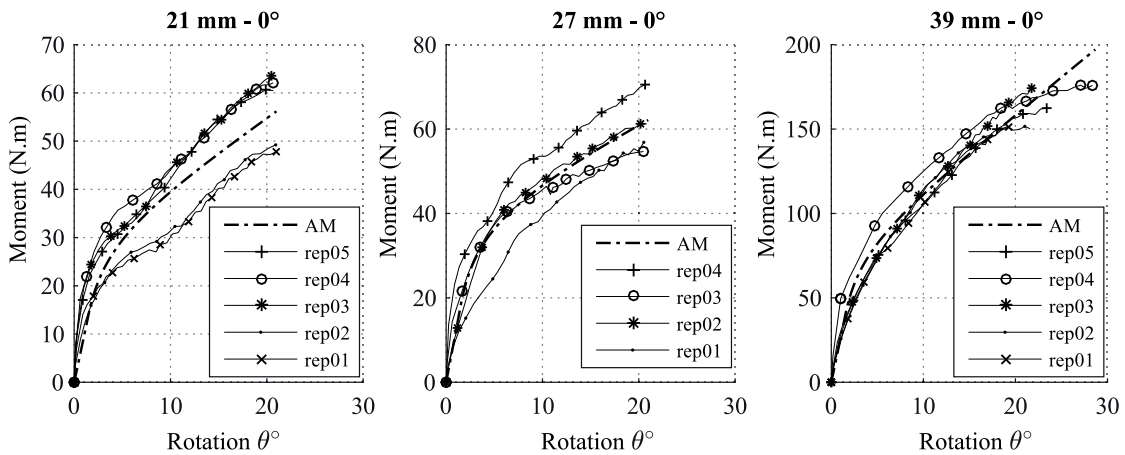 21 mm - 0°
70
60
50
40
30
20
10
0
0 10 20 30
Moment (N.m)
Rotation θ°
AM
rep05
rep04
rep03
rep02
rep01
27 mm - 0°
80
60
40
20
0
0 10 20 30
Moment (N.m)
Rotation θ°
AM
rep04
rep03
rep02
rep01
39 mm - 0°
200
150
100
50
0
0 10 20 30
Moment (N.m)
Rotation θ°
AM
rep05
rep04
rep03
rep02
rep01